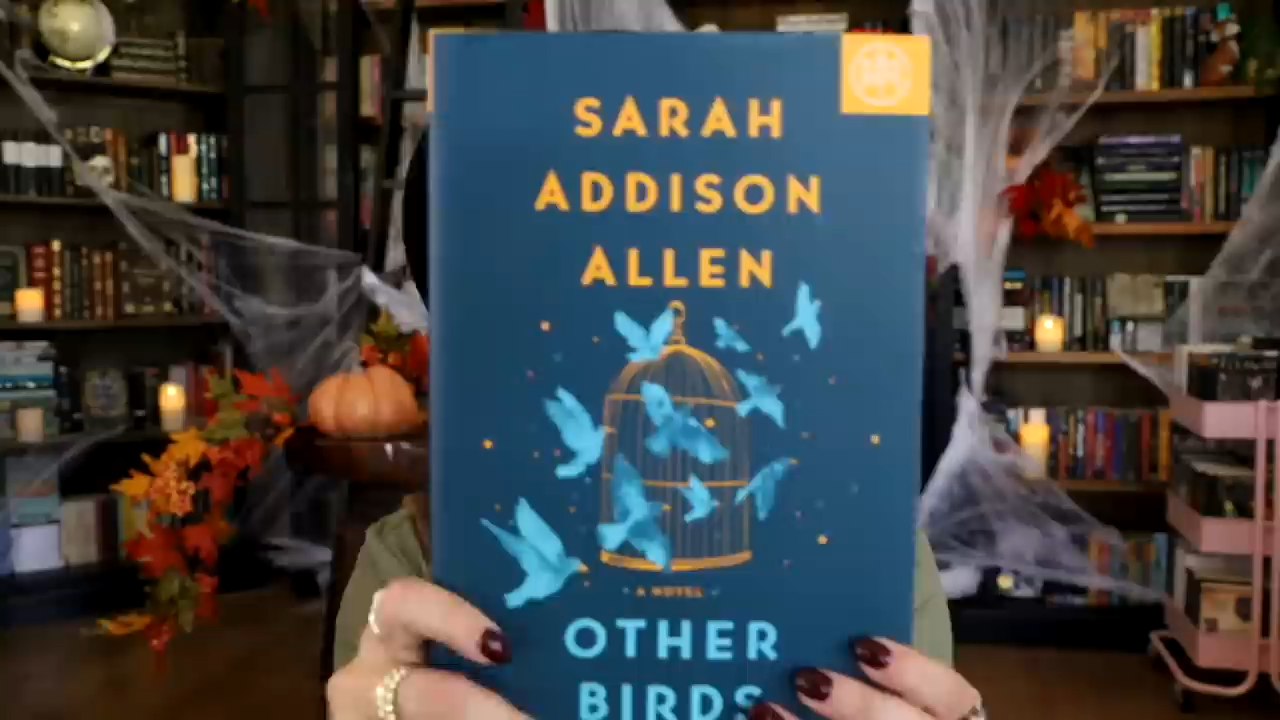 SARAH
ADDISON
ALLEN
- A NOVEL -
OTHER
BIRDS